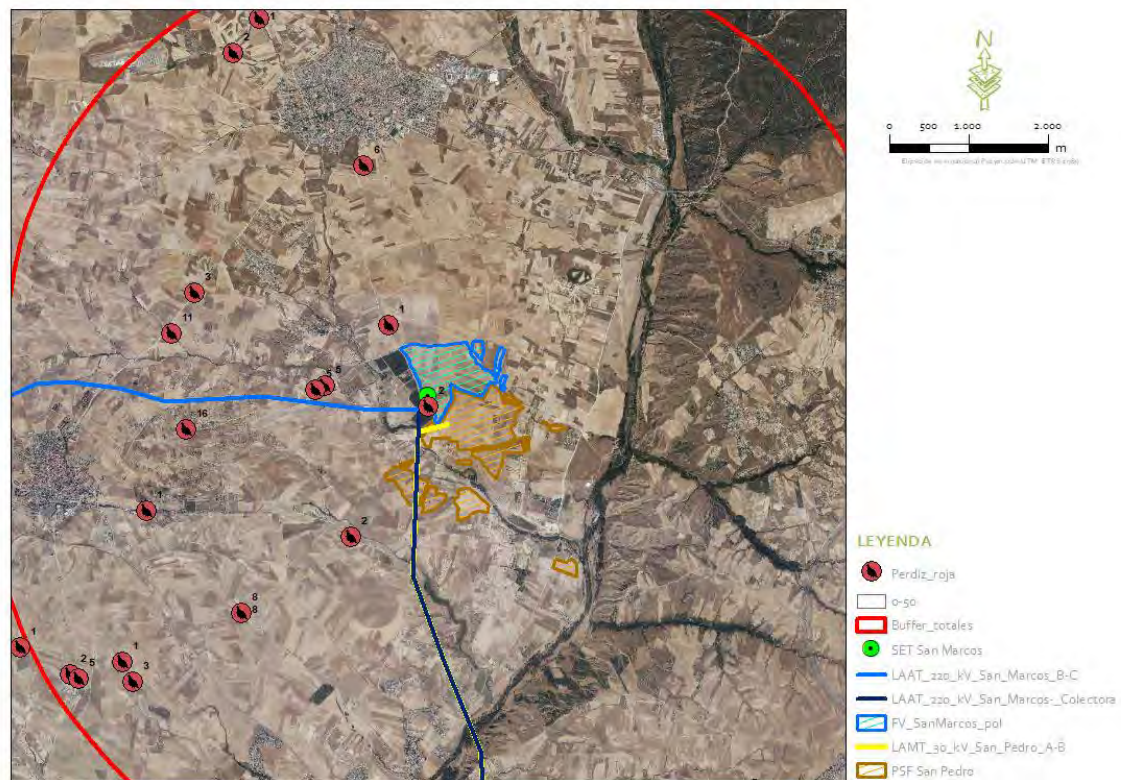 1
2
6
3
11
1
5
5
2
16
1
2
8
8
1
1
2
5
3
N
0
500
1.000
2.000
m
LEYENDA
Perdiz_roja
0-50
Buffer_totales
SET San Marcos
LAAT_220_kV_San_Marcos_B-C
LAAT_220_kV_San_Marcos-_Colectora
FV_SanMarcos_pol
LAMT_30_kV_San_Pedro_A-B
PSF San Pedro